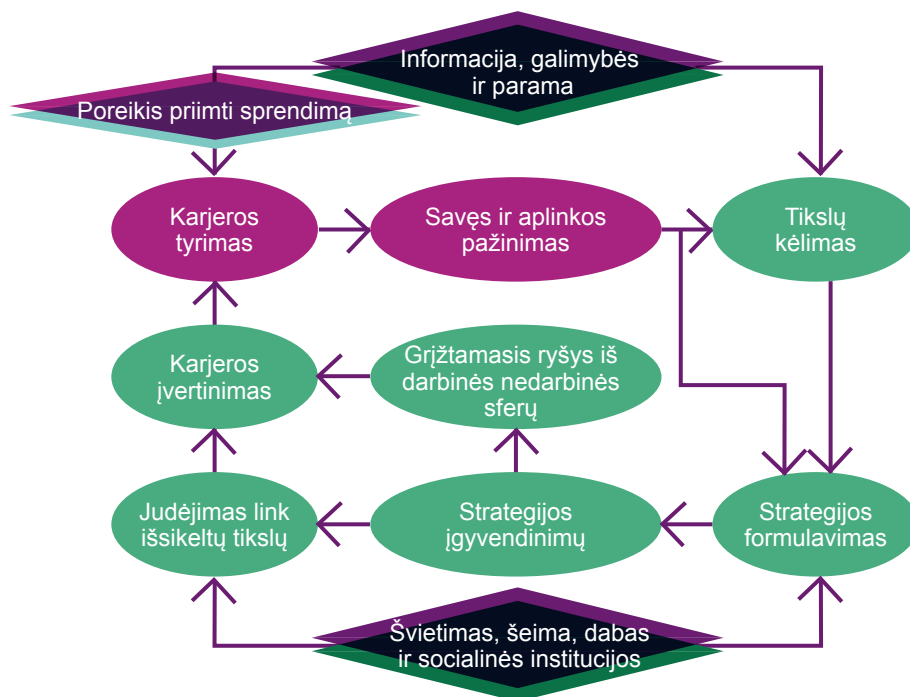 Informacija, galimybės
ir parama
Poreikis priimti sprendimą
Karjeros
tyrimas
Savęs ir aplinkos
pažinimas
Tikslų
kėlimas
Karjeros
įvertinimas
Grįžtamasis ryšys iš
darbinės nedarbinės
sferų
Judėjimas link
išsikeltų tikslų
Strategijos
įgyvendinimų
Strategijos
formulavimas
Švietimas, šeima, dabas
ir socialinės institucijos